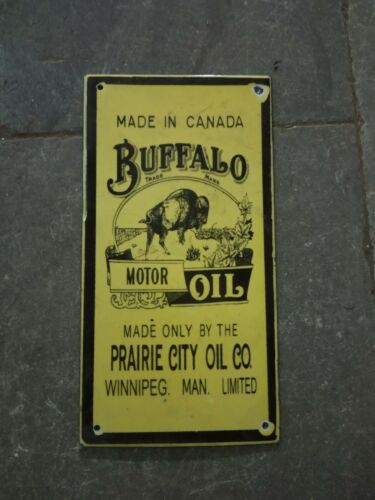 MADE IN CANADA
BUFFALO
TRADE MARK
MOTOR OIL
MADE ONLY BY THE
PRAIRIE CITY OIL CO.
WINNIPEG. MAN. LIMITED